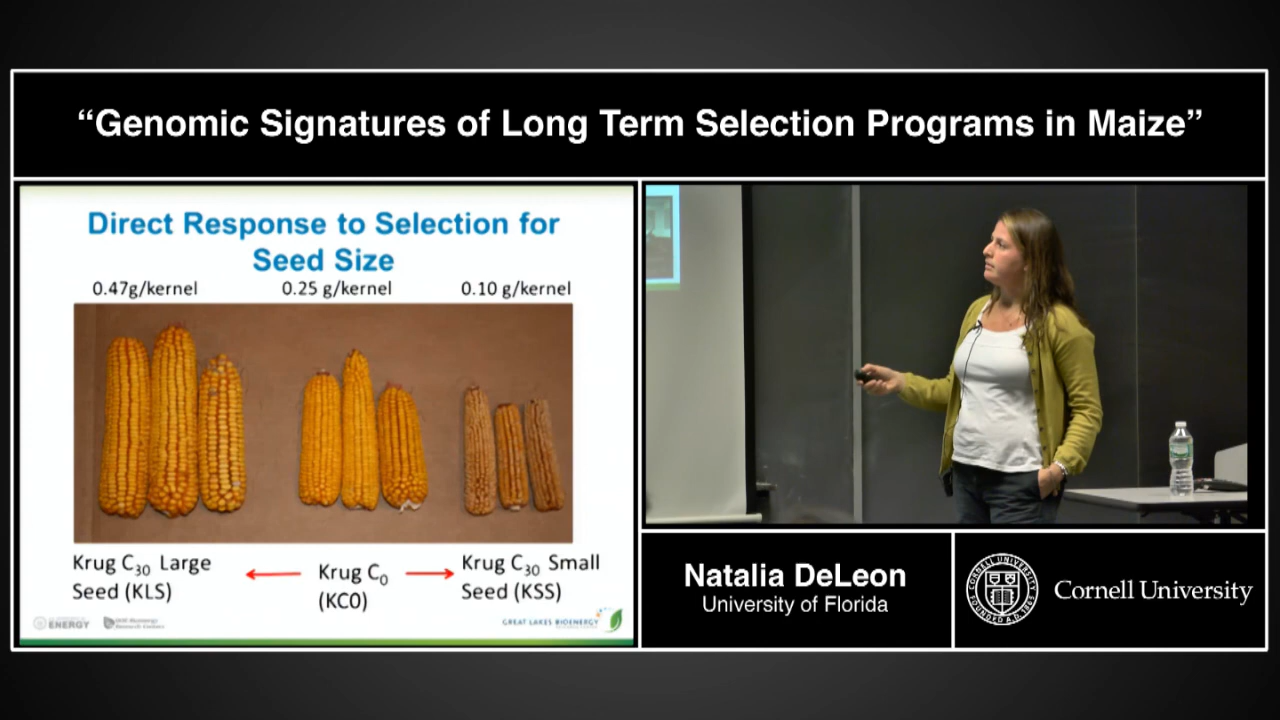 “Genomic Signatures of Long Term Selection Programs in Maize”
Direct Response to Selection for
Seed Size
0.47g/kernel 0.25 g/kernel 0.10 g/kernel
Krug C30 Large
Seed (KLS)
Krug C0
(KC0)
Krug C30 Small
Seed (KSS)
ENERGY
GREAT LAKES BIOENERGY
Natalia DeLeon
University of Florida
Cornell University